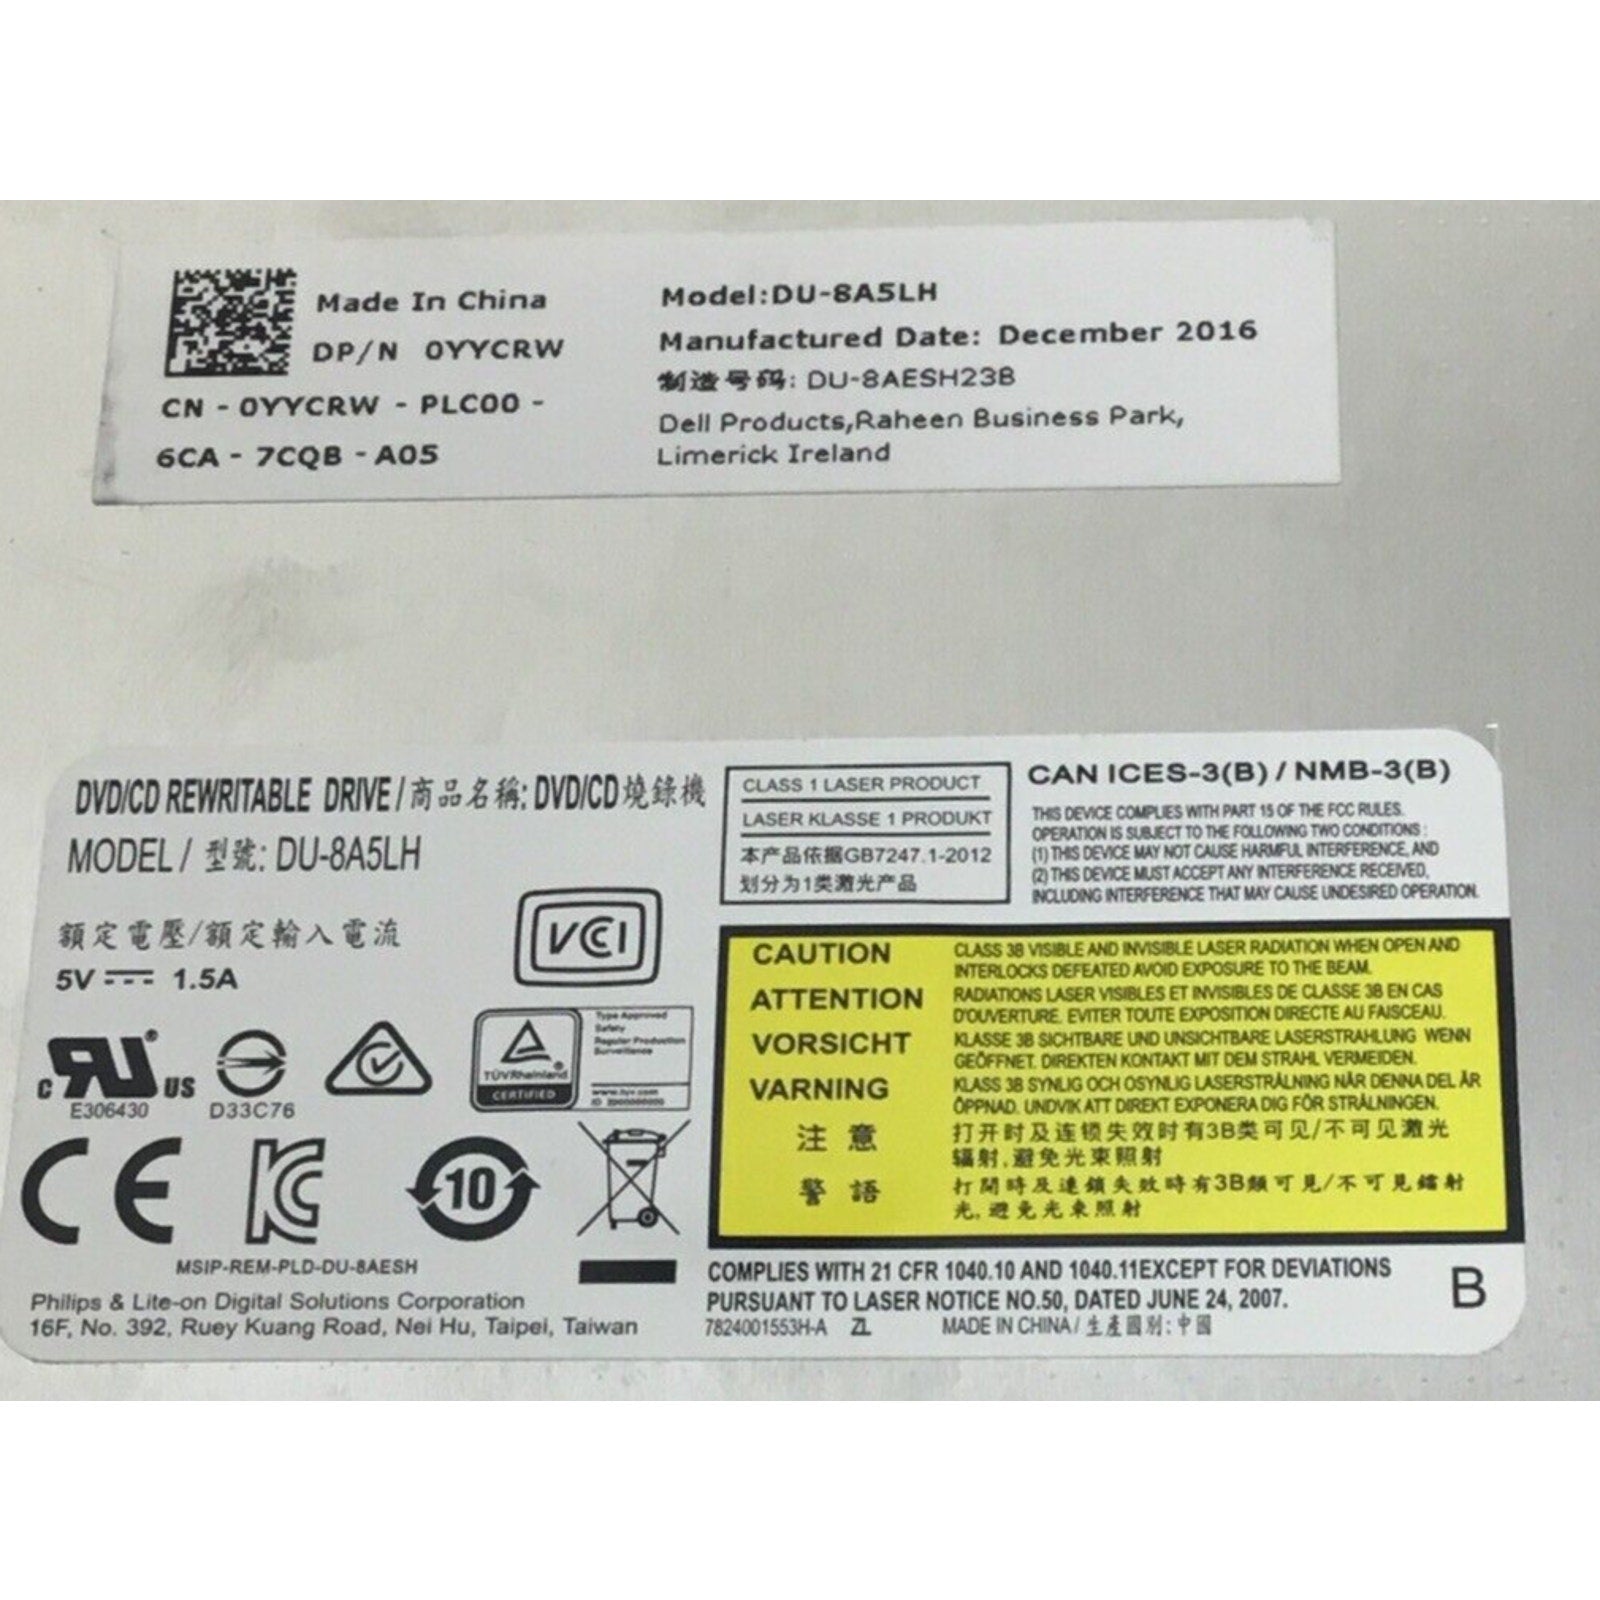 Made In China
DP/N 0YYCRW
CN - 0YYCRW - PLC00 -
6CA - 7CQB - A05
Model:DU-8A5LH
Manufactured Date: December 2016
制造号码: DU-8AESH23B
Dell Products,Raheen Business Park,
Limerick Ireland
DVD/CD REWRITABLE DRIVE / 商品名稱: DVD/CD燒錄機
MODEL / 型號: DU-8A5LH
額定電壓/額定輸入電流
5V 1.5A
VCI
c RU US
E306430
D33C76
TÜVRheinland
CERTIFIED
Type Approved
Safety
Regular Production
Surveillance
www.tuv.com
CE
KC
10
MSIP-REM-PLD-DU-8AESH
Philips & Lite-on Digital Solutions Corporation
16F, No. 392, Ruey Kuang Road, Nei Hu, Taipei, Taiwan
CLASS 1 LASER PRODUCT
LASER KLASSE 1 PRODUKT
本产品依据GB7247.1-2012
划分为1类激光产品
CAN ICES-3(B) / NMB-3(B)
THIS DEVICE COMPLIES WITH PART 15 OF THE FCC RULES.
OPERATION IS SUBJECT TO THE FOLLOWING TWO CONDITIONS :
(1) THIS DEVICE MAY NOT CAUSE HARMFUL INTERFERENCE, AND
(2) THIS DEVICE MUST ACCEPT ANY INTERFERENCE RECEIVED,
INCLUDING INTERFERENCE THAT MAY CAUSE UNDESIRED OPERATION.
CAUTION CLASS 3B VISIBLE AND INVISIBLE LASER RADIATION WHEN OPEN AND
INTERLOCKS DEFEATED AVOID EXPOSURE TO THE BEAM.
ATTENTION RADIATIONS LASER VISIBLES ET INVISIBLES DE CLASSE 3B EN CAS
D'OUVERTURE. EVITER TOUTE EXPOSITION DIRECTE AU FAISCEAU.
VORSICHT KLASSE 3B SICHTBARE UND UNSICHTBARE LASERSTRAHLUNG WENN
GEÖFFNET. DIREKTEN KONTAKT MIT DEM STRAHL VERMEIDEN.
VARNING KLASS 3B SYNLIG OCH OSYNLIG LASERSTRÅLNING NÄR DENNA DEL ÄR
ÖPPNAD. UNDVIK ATT DIREKT EXPONERA DIG FÖR STRÅLNINGEN.
注 意 打开时及连锁失效时有3B类可见/不可见激光
辐射,避免光束照射
警 語 打開時及連鎖失效時有3B類可見/不可見鐳射
光,避免光束照射
COMPLIES WITH 21 CFR 1040.10 AND 1040.11EXCEPT FOR DEVIATIONS
PURSUANT TO LASER NOTICE NO.50, DATED JUNE 24, 2007.
7824001553H-A ZL MADE IN CHINA / 生產國別: 中國
B